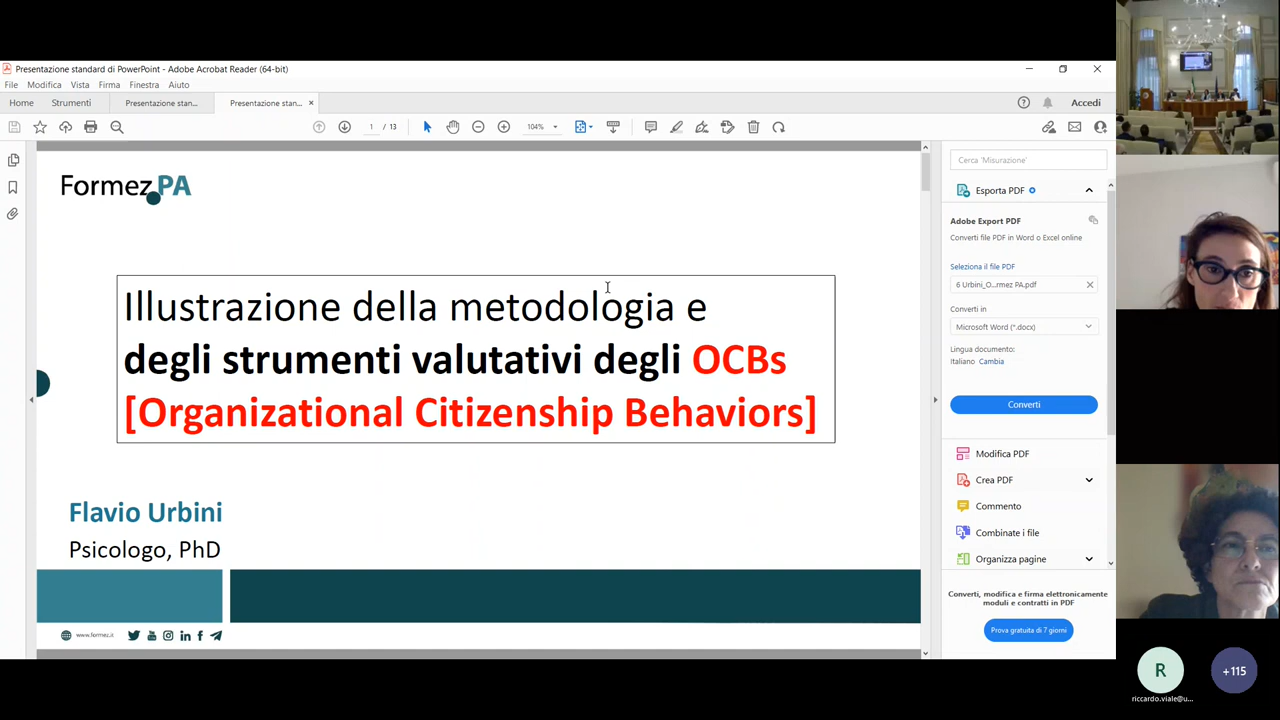 Presentazione standard di PowerPoint - Adobe Acrobat Reader (64-bit)
File Modifica Vista Firma Finestra Aiuto
Home Strumenti Presentazione stan... Presentazione stan... × Accedi
1 / 13 104%
Formez PA
Illustrazione della metodologia e
degli strumenti valutativi degli OCBs
[Organizational Citizenship Behaviors]
Flavio Urbini
Psicologo, PhD
www.formez.it
Cerca 'Misurazione'
Esporta PDF
Adobe Export PDF
Converti file PDF in Word o Excel online
Seleziona il file PDF
6 Urbini_O...rmez PA.pdf
Converti in
Microsoft Word (*.docx)
Lingua documento:
Italiano Cambia
Converti
Modifica PDF
Crea PDF
Commento
Combinate i file
Organizza pagine
Converti, modifica e firma elettronicamente
moduli e contratti in PDF
Prova gratuita di 7 giorni
R
riccardo.viale@u...
+115